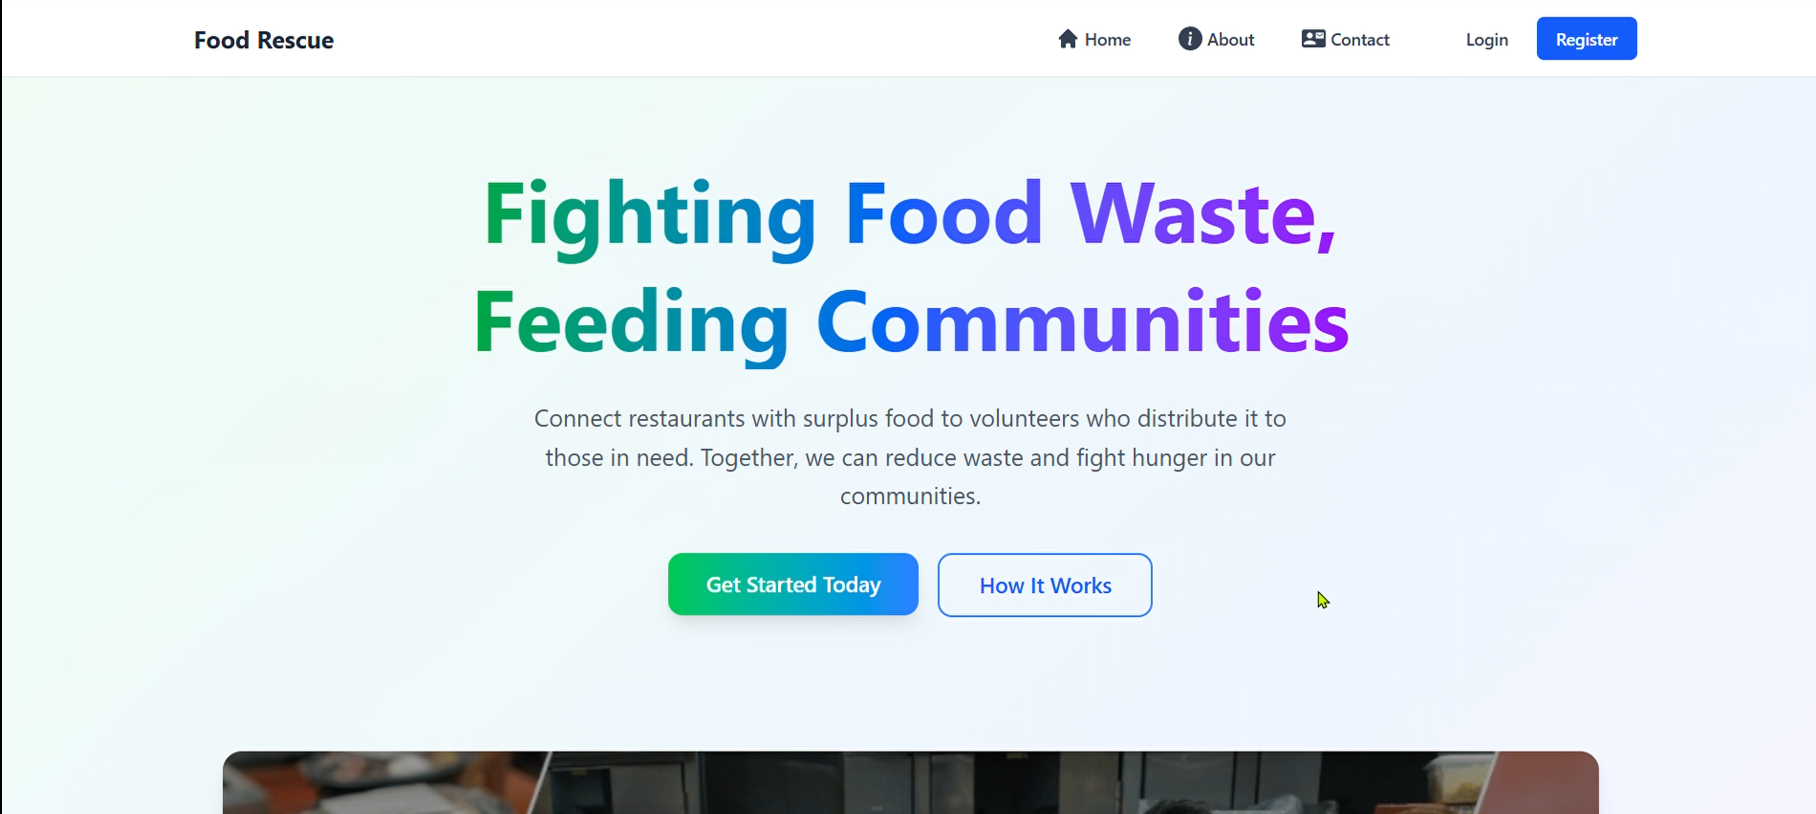 Food Rescue
Home
About
Contact
Login
Register
Fighting Food Waste,
Feeding Communities
Connect restaurants with surplus food to volunteers who distribute it to
those in need. Together, we can reduce waste and fight hunger in our
communities.
Get Started Today
How It Works